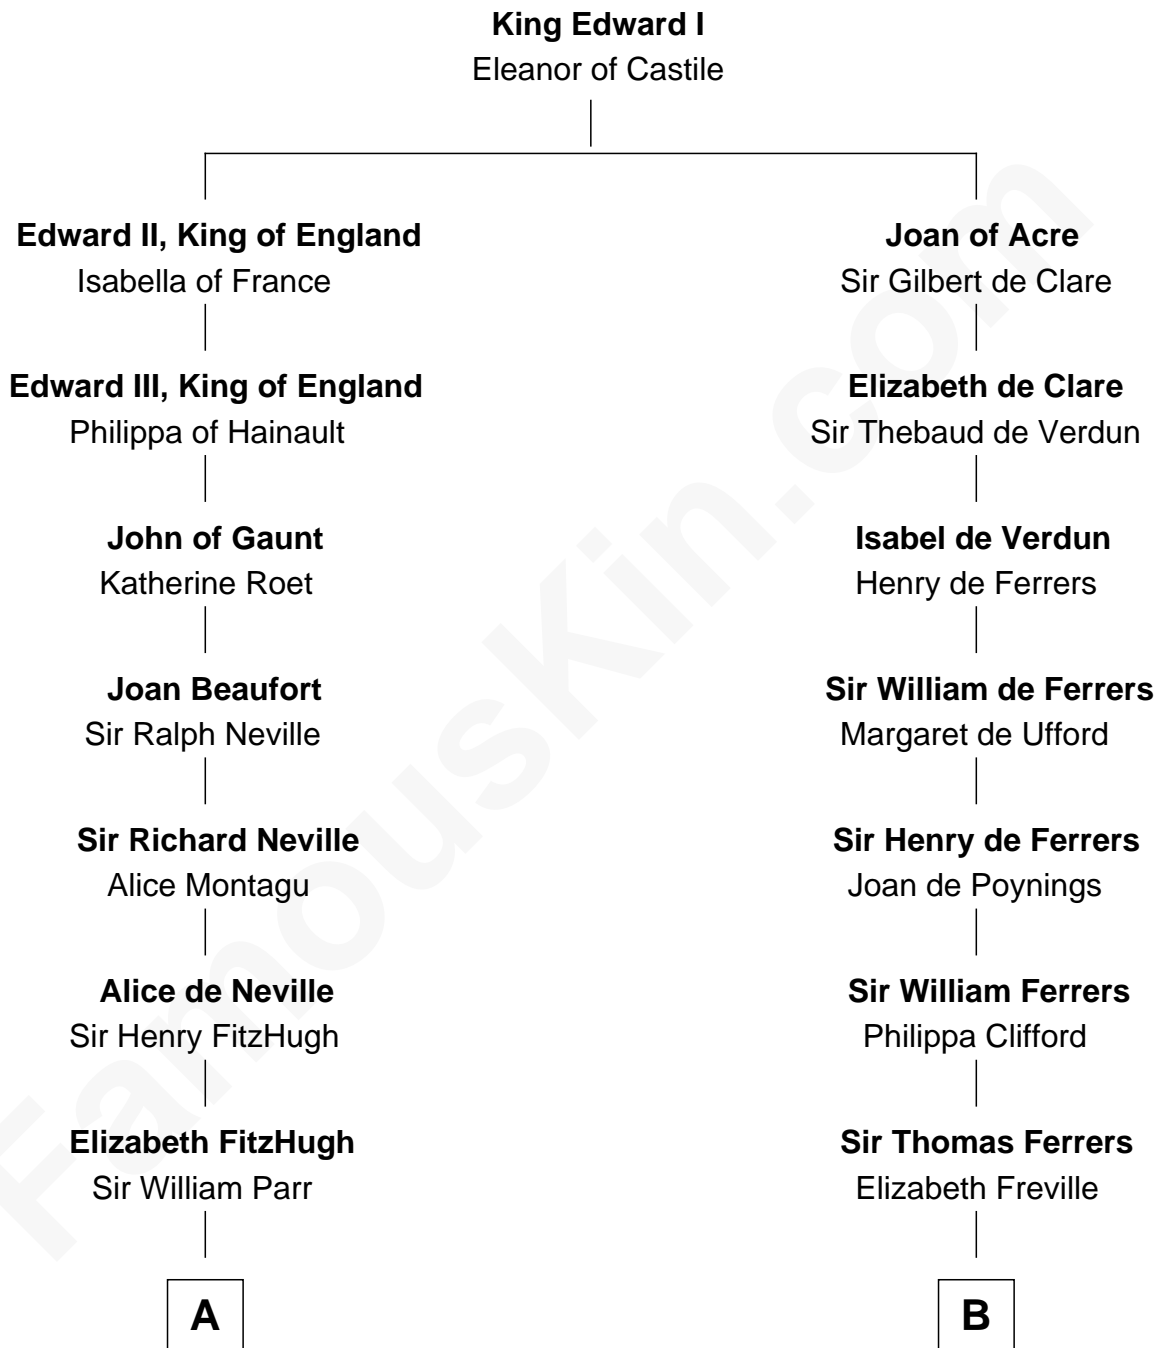 King Edward I
Eleanor of Castile
Edward II, King of England
Isabella of France
Joan of Acre
Sir Gilbert de Clare
Edward III, King of England
Philippa of Hainault
Elizabeth de Clare
Sir Thebaud de Verdun
John of Gaunt
Katherine Roet
Isabel de Verdun
Henry de Ferrers
Joan Beaufort
Sir Ralph Neville
Sir William de Ferrers
Margaret de Ufford
Sir Richard Neville
Alice Montagu
Sir Henry de Ferrers
Joan de Poynings
Alice de Neville
Sir Henry FitzHugh
Sir William Ferrers
Philippa Clifford
Elizabeth FitzHugh
Sir William Parr
Sir Thomas Ferrers
Elizabeth Freville
A
B
FamousKin.com